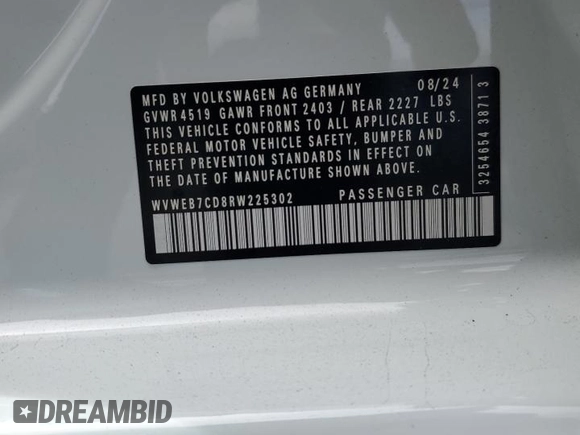 MFD BY VOLKSWAGEN AG GERMANY 08/24
GVWR 4519 GAWR FRONT 2403 / REAR 2227 LBS
THIS VEHICLE CONFORMS TO ALL APPLICABLE U.S.
FEDERAL MOTOR VEHICLE SAFETY, BUMPER AND
THEFT PREVENTION STANDARDS IN EFFECT ON
THE DATE OF MANUFACTURE SHOWN ABOVE.
WVWEB7CD8RW225302 PASSENGER CAR
3254654 3871 3
DREAMBID